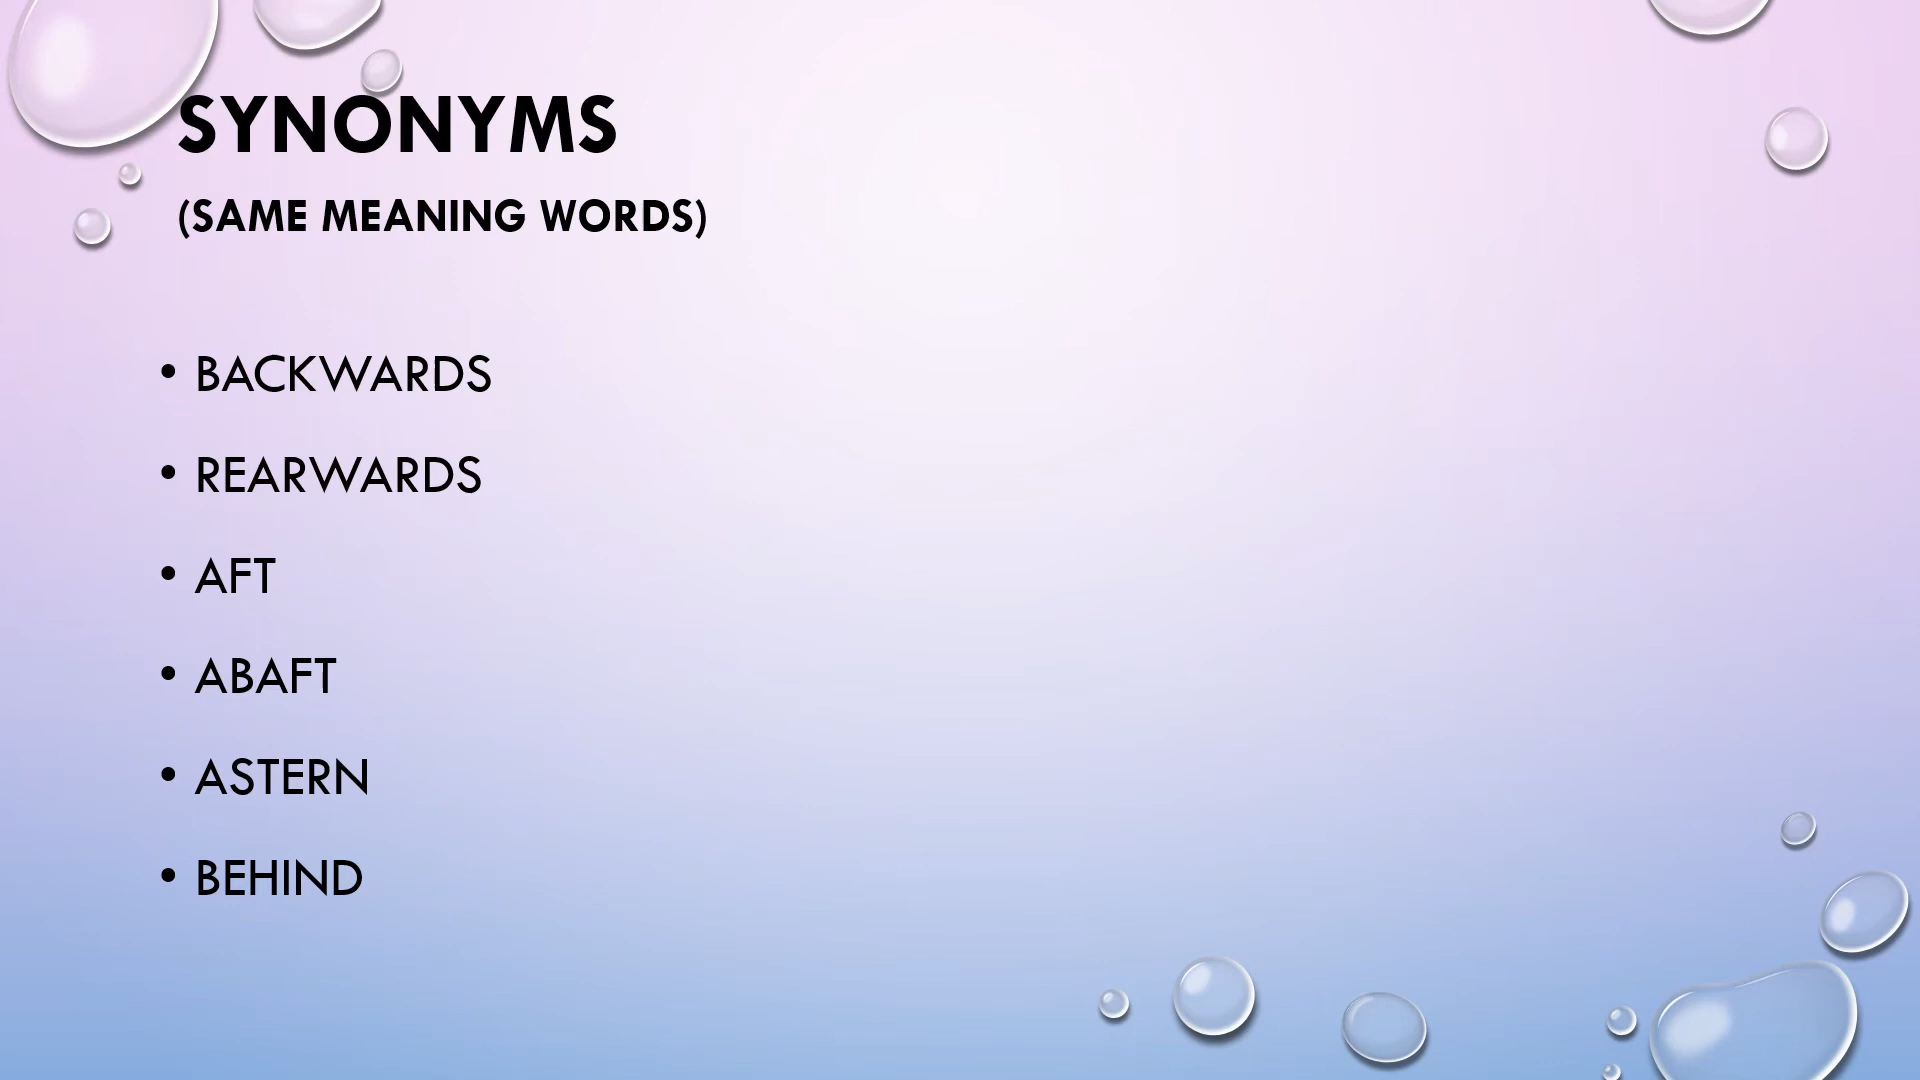 SYNONYMS
(SAME MEANING WORDS)
• BACKWARDS
• REARWARDS
• AFT
• ABAFT
• ASTERN
• BEHIND